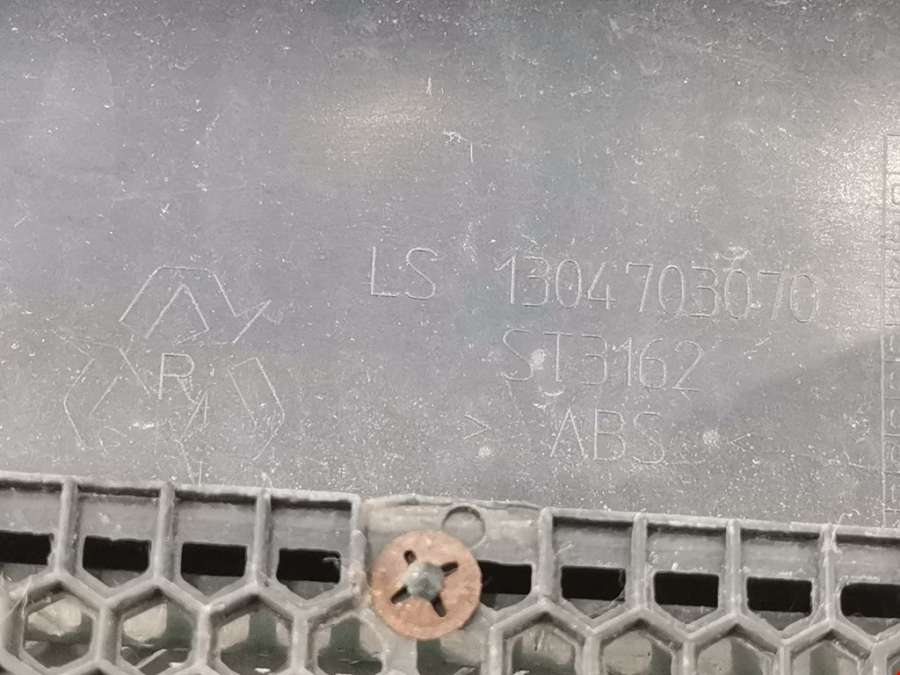 LS 1304703070
ST3162
R
> ABS <